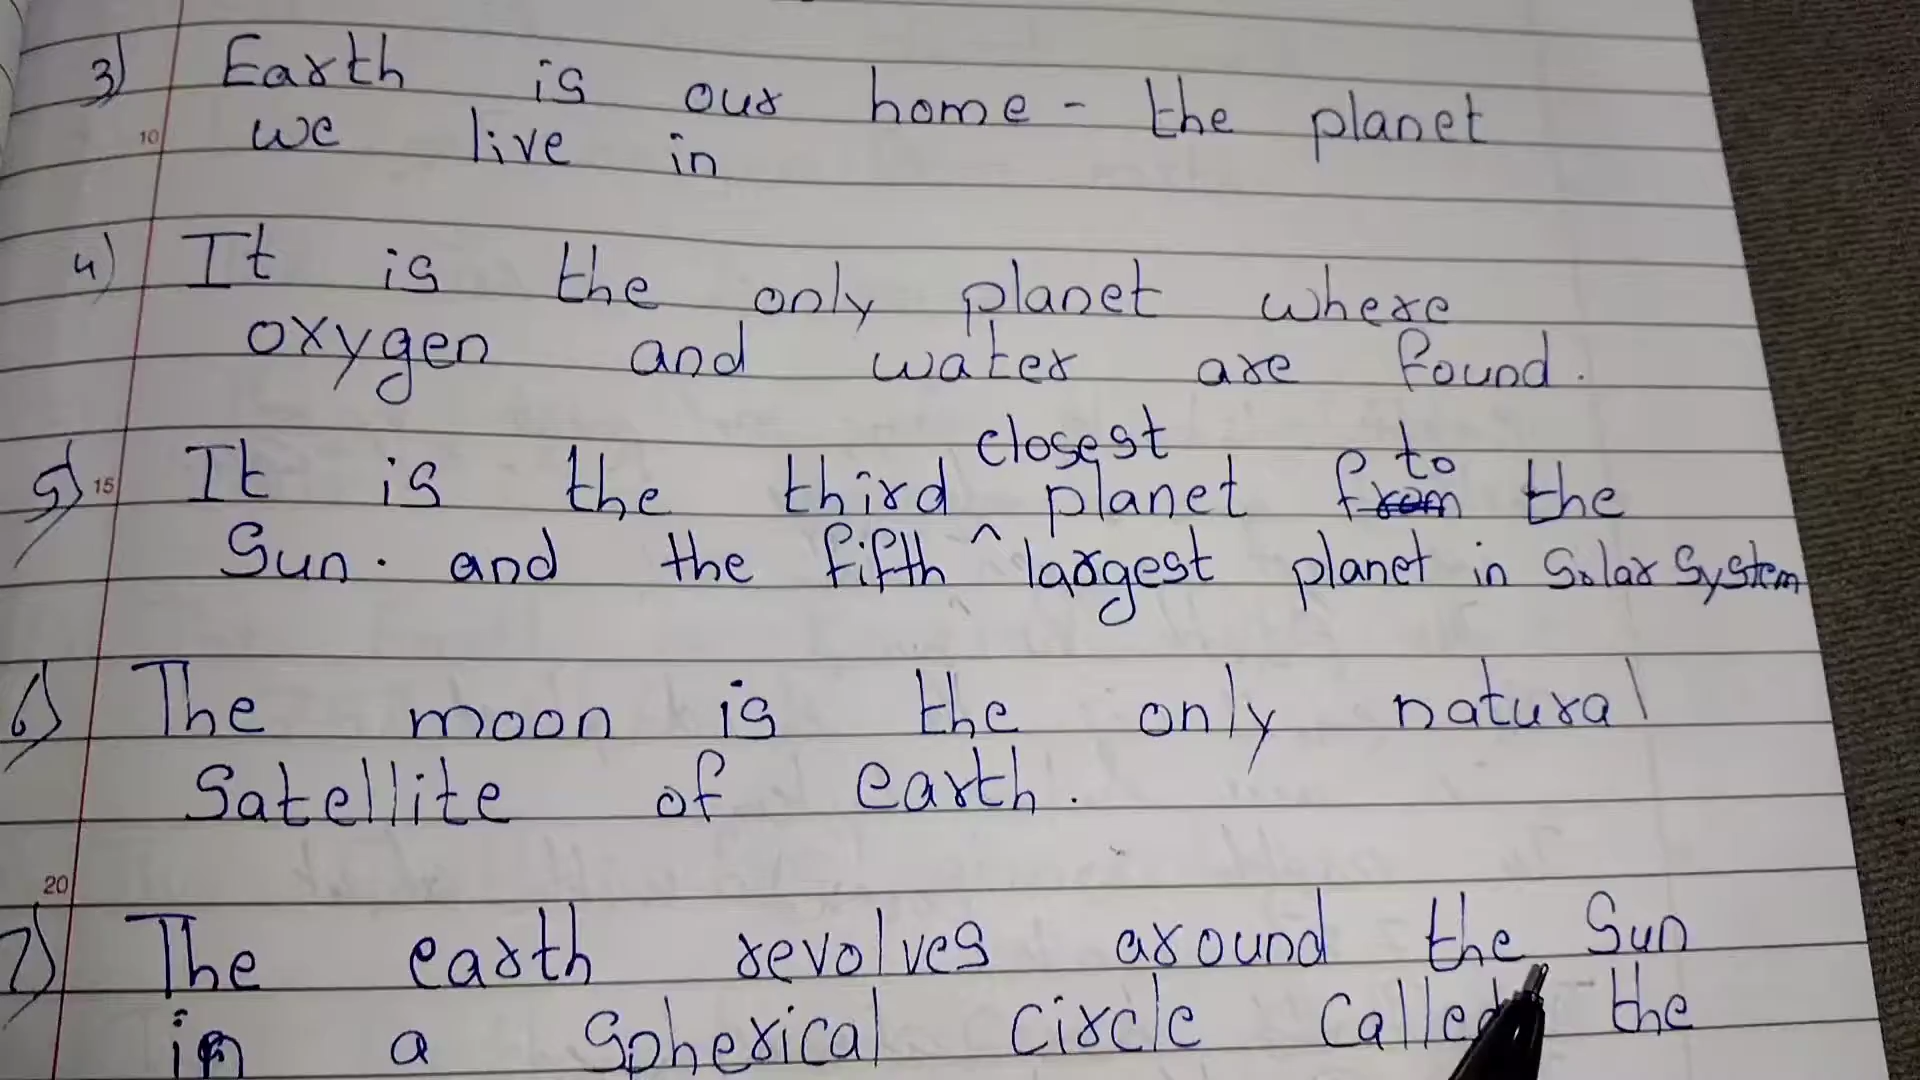 3) Earth is our home - the planet
10 we live in
4) It is the only planet where
oxygen and water are found.
closest to
5) 15 It is the third planet from the
Sun. and the fifth ^ largest planet in Solar System
6) The moon is the only natural
Satellite of earth.
20
7) The earth revolves around the Sun
in a Spherical circle Called the